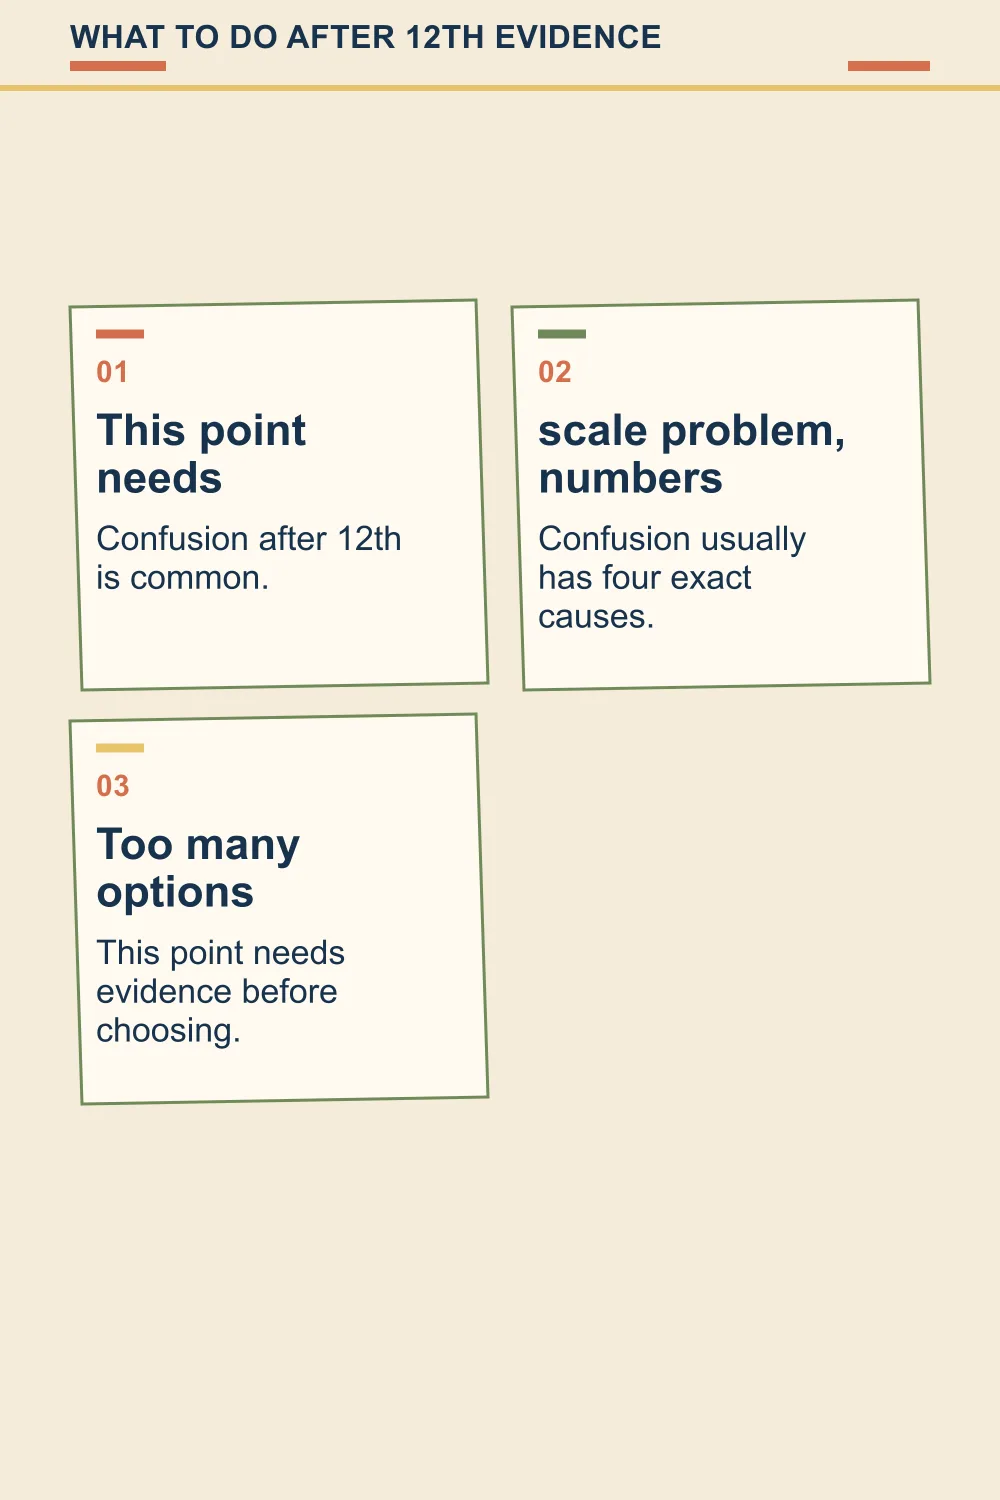 WHAT TO DO AFTER 12TH EVIDENCE
01
This point
needs
Confusion after 12th
is common.
02
scale problem,
numbers
Confusion usually
has four exact
causes.
03
Too many
options
This point needs
evidence before
choosing.